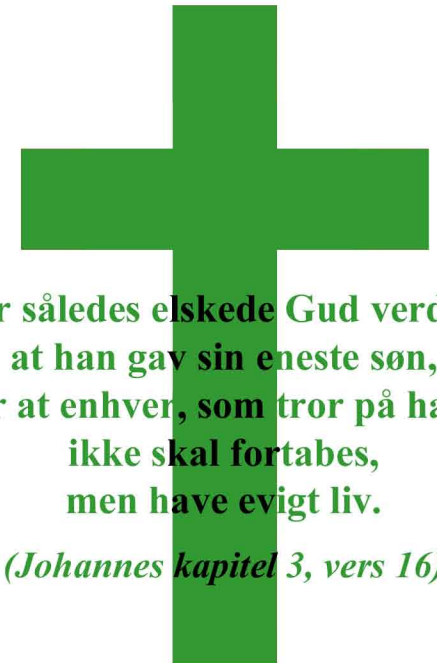 r således elskede Gud verd
at han gav sin eneste søn,
r at enhver, som tror på ha
ikke skal fortabes,
men have evigt liv.
(Johannes kapitel 3, vers 16)